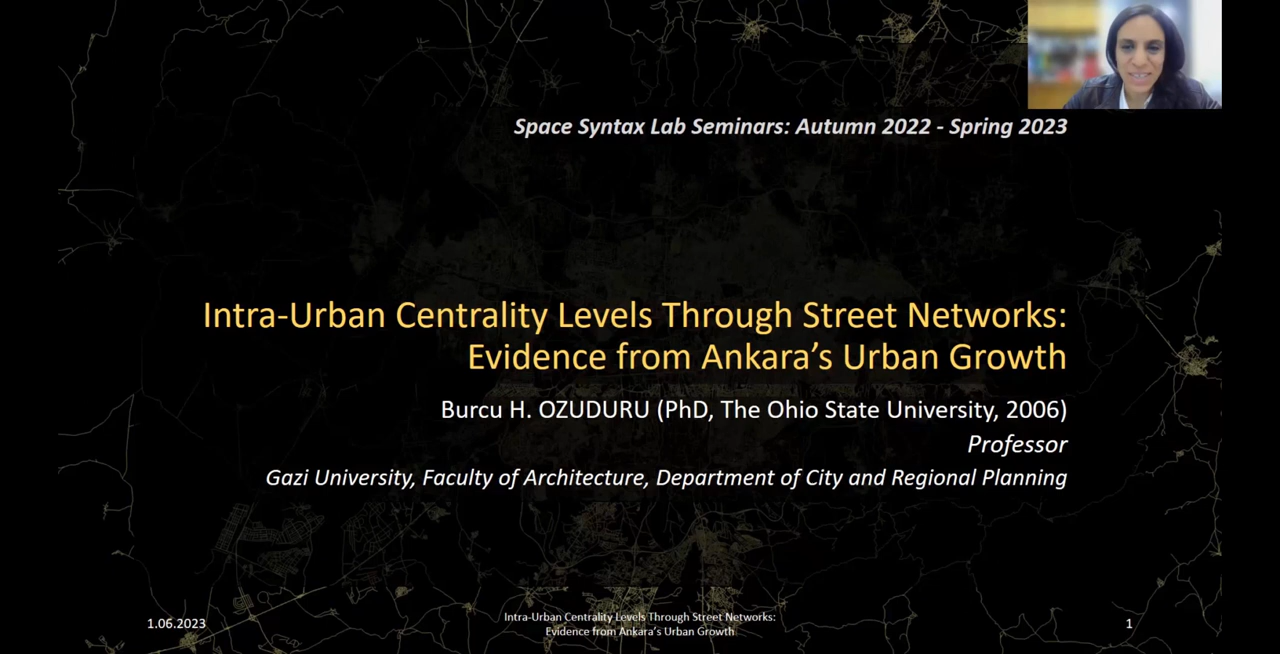 Space Syntax Lab Seminars: Autumn 2022 - Spring 2023
Intra-Urban Centrality Levels Through Street Networks:
Evidence from Ankara’s Urban Growth
Burcu H. OZUDURU (PhD, The Ohio State University, 2006)
Professor
Gazi University, Faculty of Architecture, Department of City and Regional Planning
1.06.2023
Intra-Urban Centrality Levels Through Street Networks:
Evidence from Ankara’s Urban Growth
1